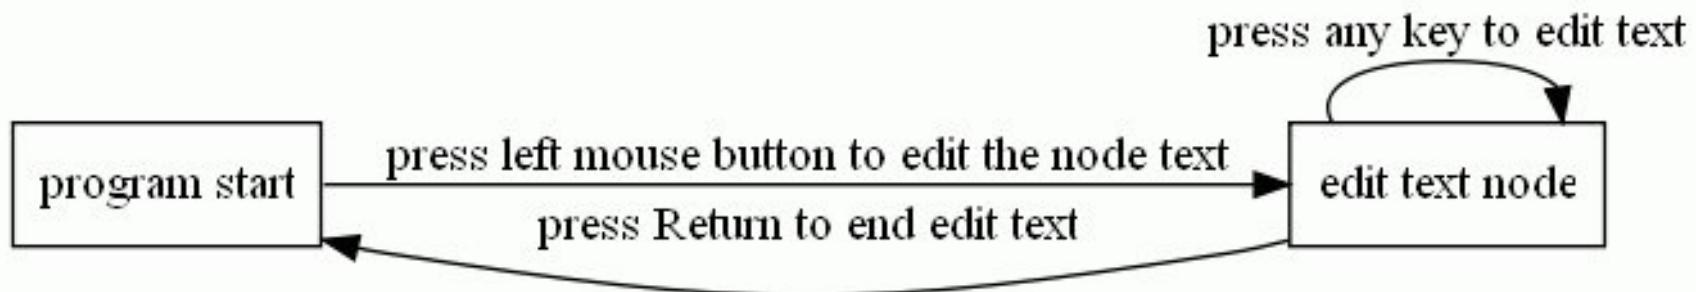 press any key to edit text
press left mouse button to edit the node text
program start
edit text node
press Return to end edit text